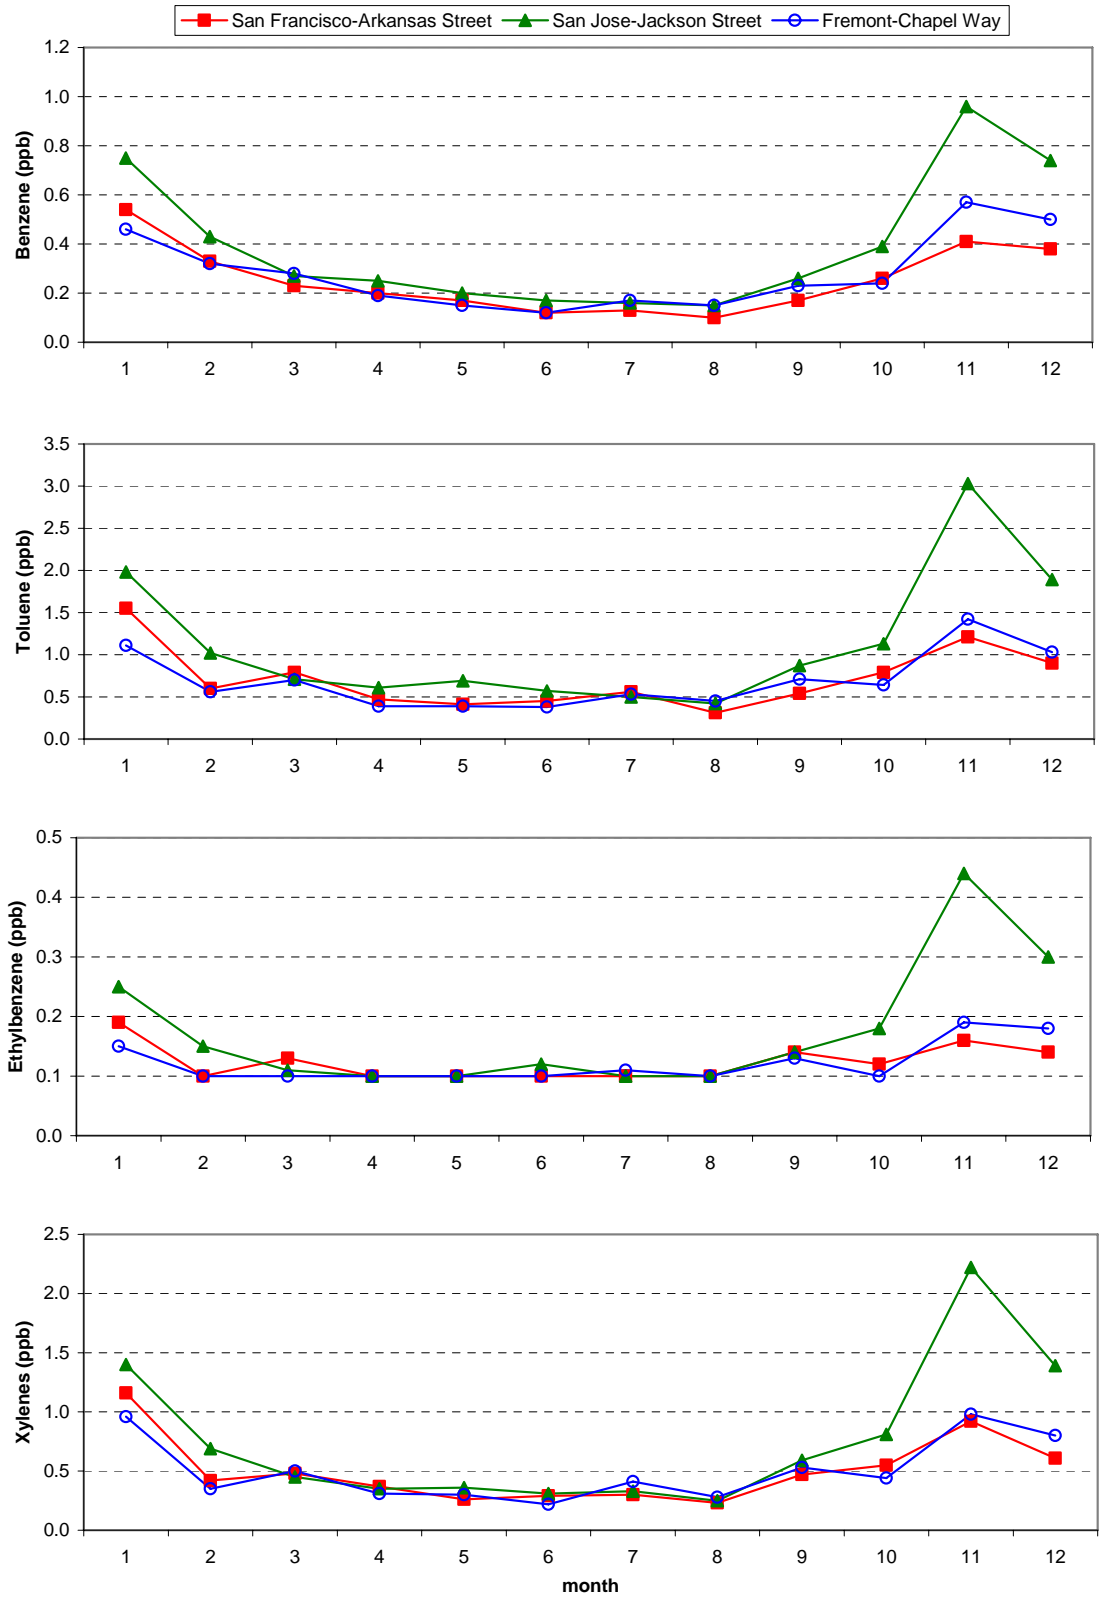 San Francisco-Arkansas Street San Jose-Jackson Street Fremont-Chapel Way
Benzene (ppb)
1.2
1.0
0.8
0.6
0.4
0.2
0.0
1 2 3 4 5 6 7 8 9 10 11 12
Toluene (ppb)
3.5
3.0
2.5
2.0
1.5
1.0
0.5
0.0
1 2 3 4 5 6 7 8 9 10 11 12
Ethylbenzene (ppb)
0.5
0.4
0.3
0.2
0.1
0.0
1 2 3 4 5 6 7 8 9 10 11 12
Xylenes (ppb)
2.5
2.0
1.5
1.0
0.5
0.0
1 2 3 4 5 6 7 8 9 10 11 12
month